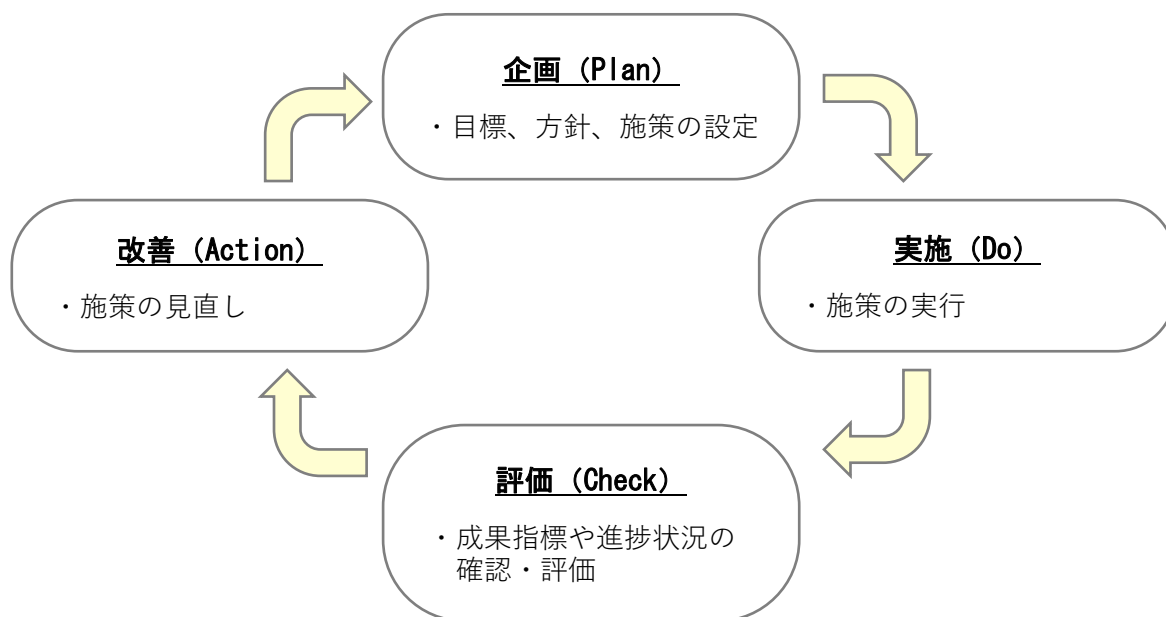 企画（Plan）
・目標、方針、施策の設定
実施（Do）
・施策の実行
評価（Check）
・成果指標や進捗状況の
確認・評価
改善（Action）
・施策の見直し